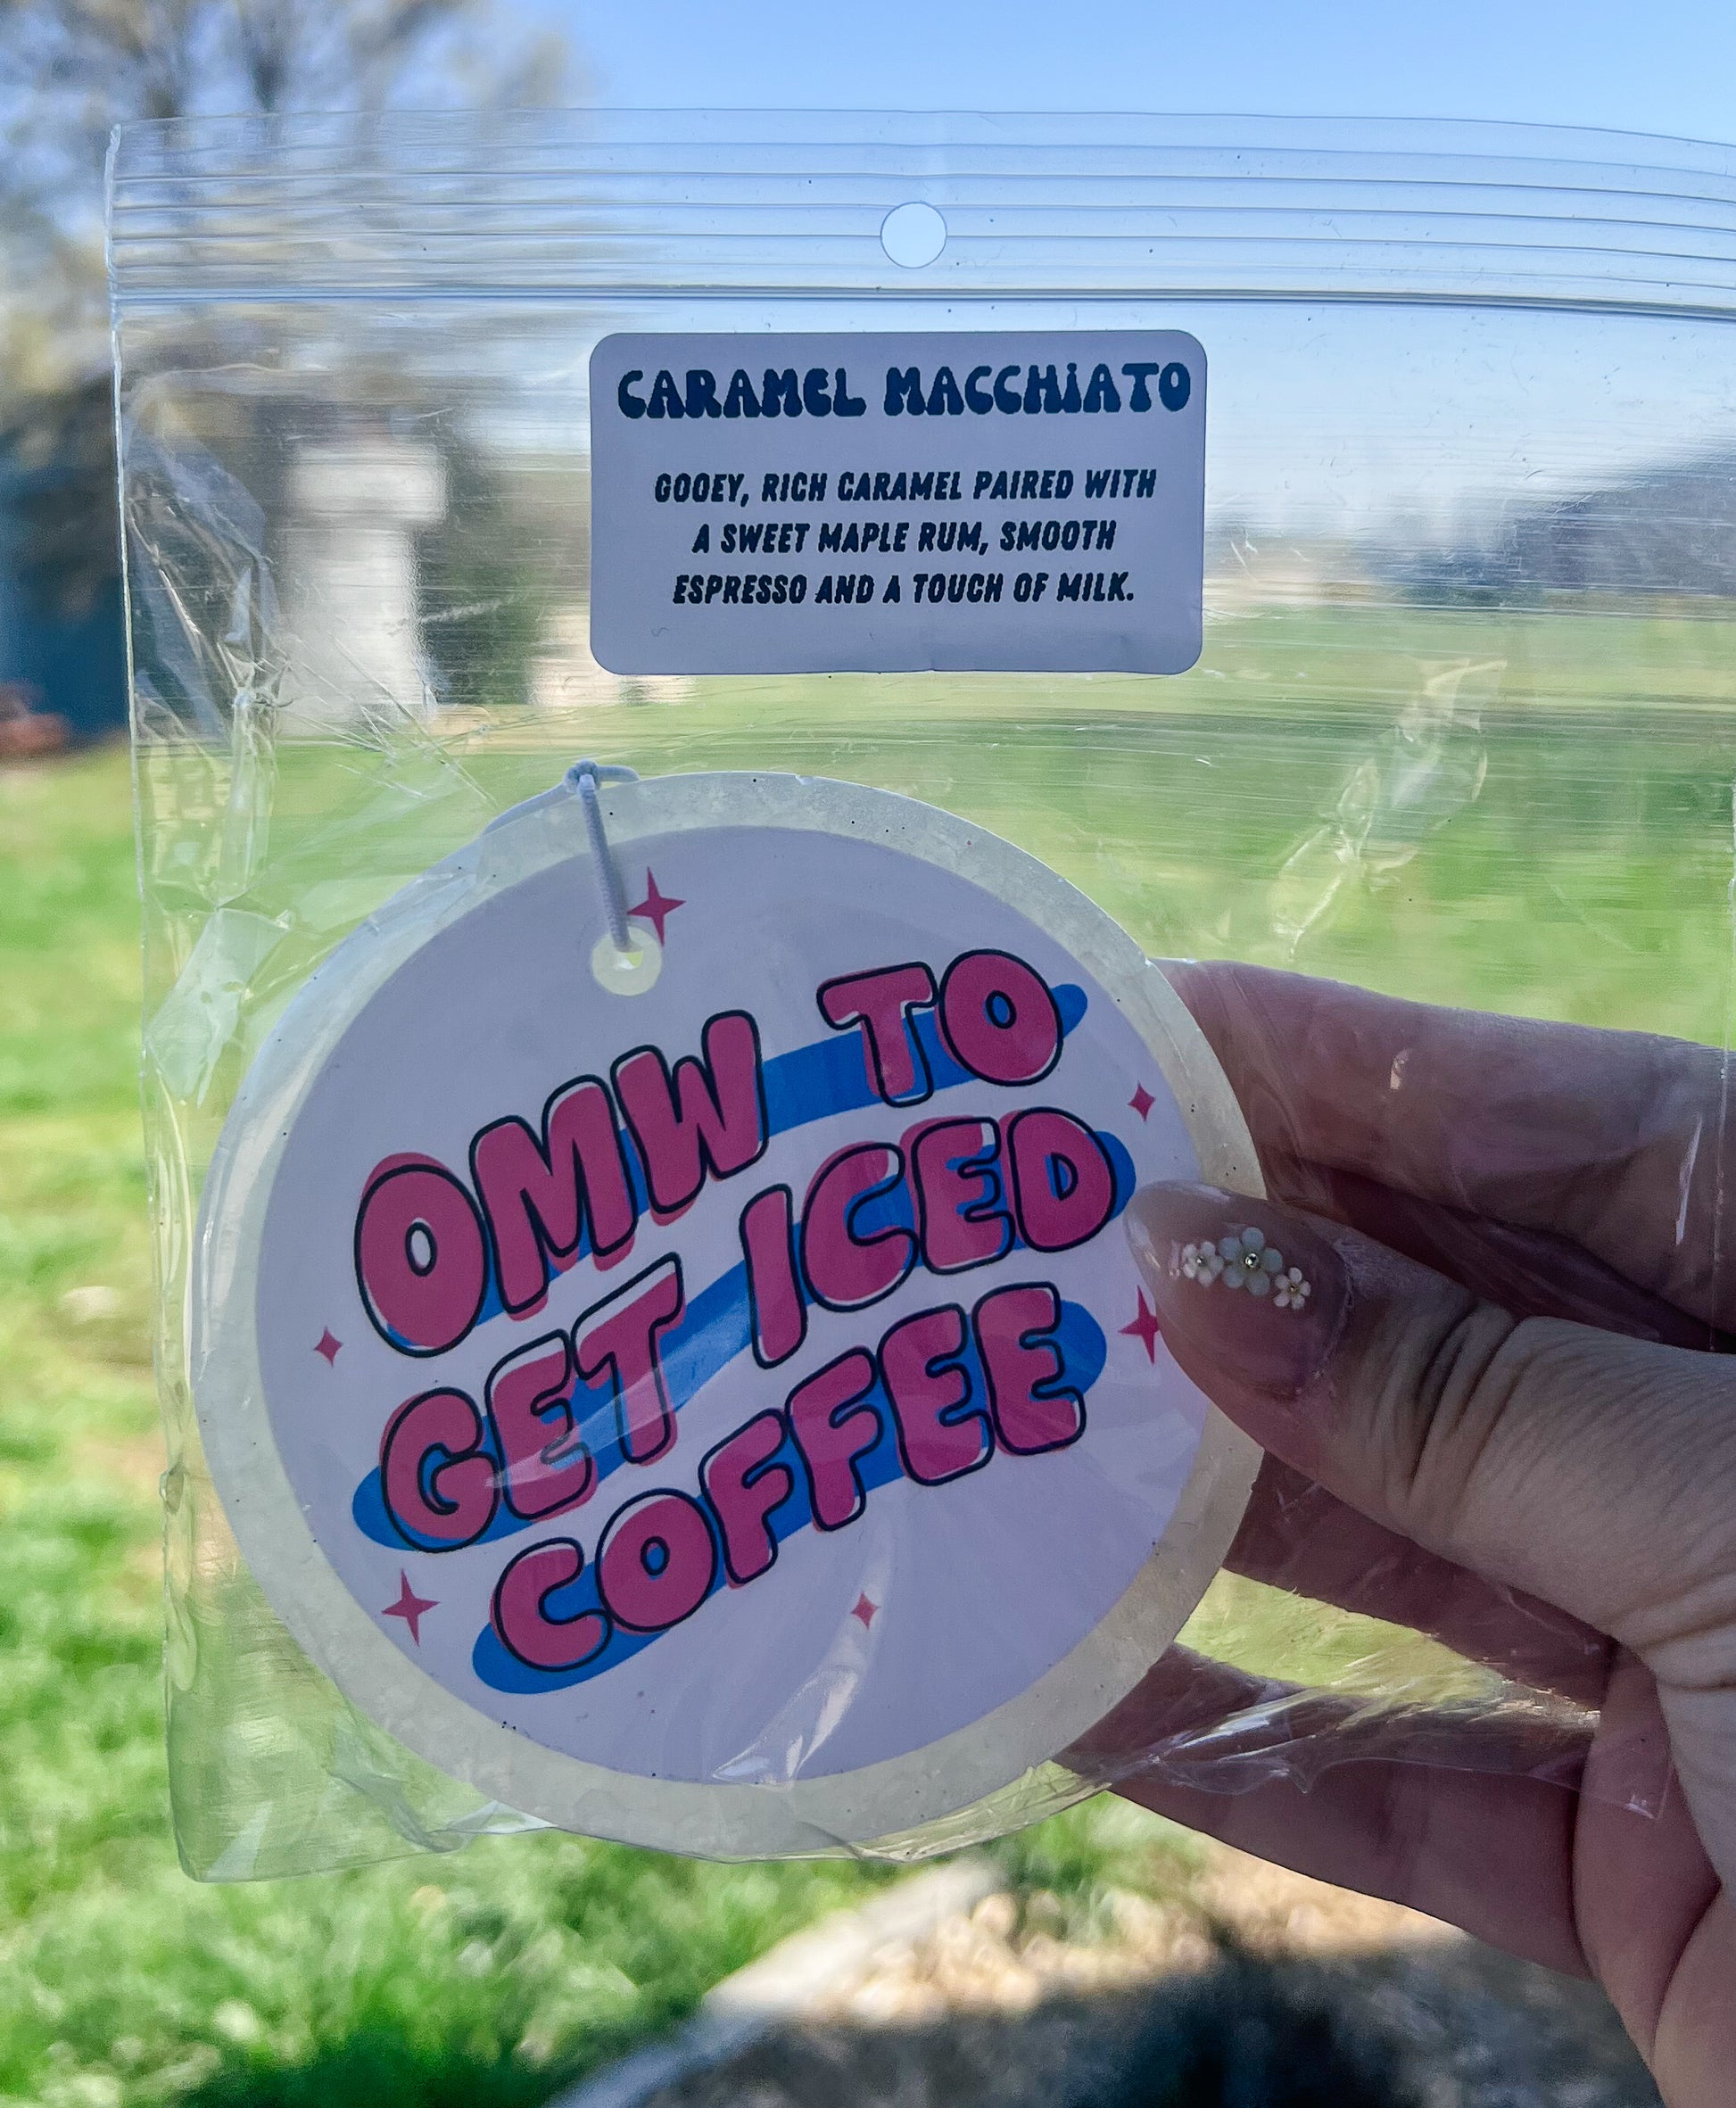 CARAMEL MACCHiATO
GOOEY, RICH CARAMEL PAIRED WITH
A SWEET MAPLE RUM, SMOOTH
ESPRESSO AND A TOUCH OF MILK.
OMW TO
GET ICED
COFFEE